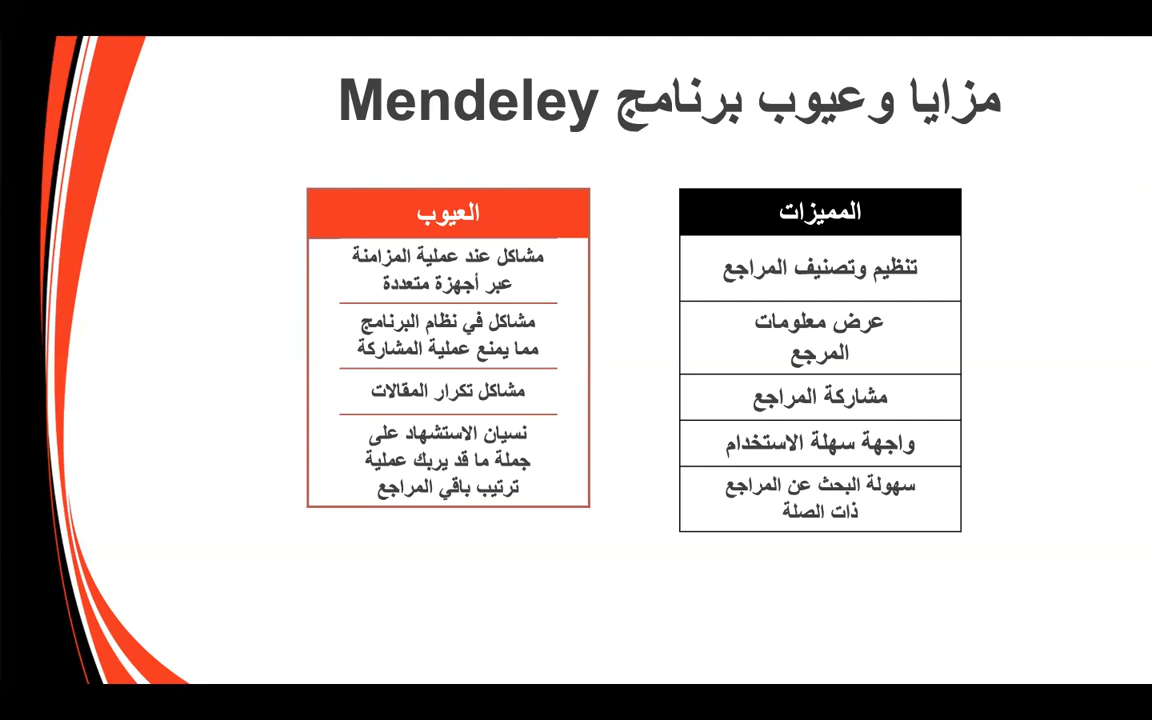 مزايا وعيوب برنامج Mendeley
المميزات
تنظيم وتصنيف المراجع
عرض معلومات
المرجع
مشاركة المراجع
واجهة سهلة الاستخدام
سهولة البحث عن المراجع
ذات الصلة
العيوب
مشاكل عند عملية المزامنة
عبر أجهزة متعددة
مشاكل في نظام البرنامج
مما يمنع عملية المشاركة
مشاكل تكرار المقالات
نسيان الاستشهاد على
جملة ما قد يربك عملية
ترتيب باقي المراجع